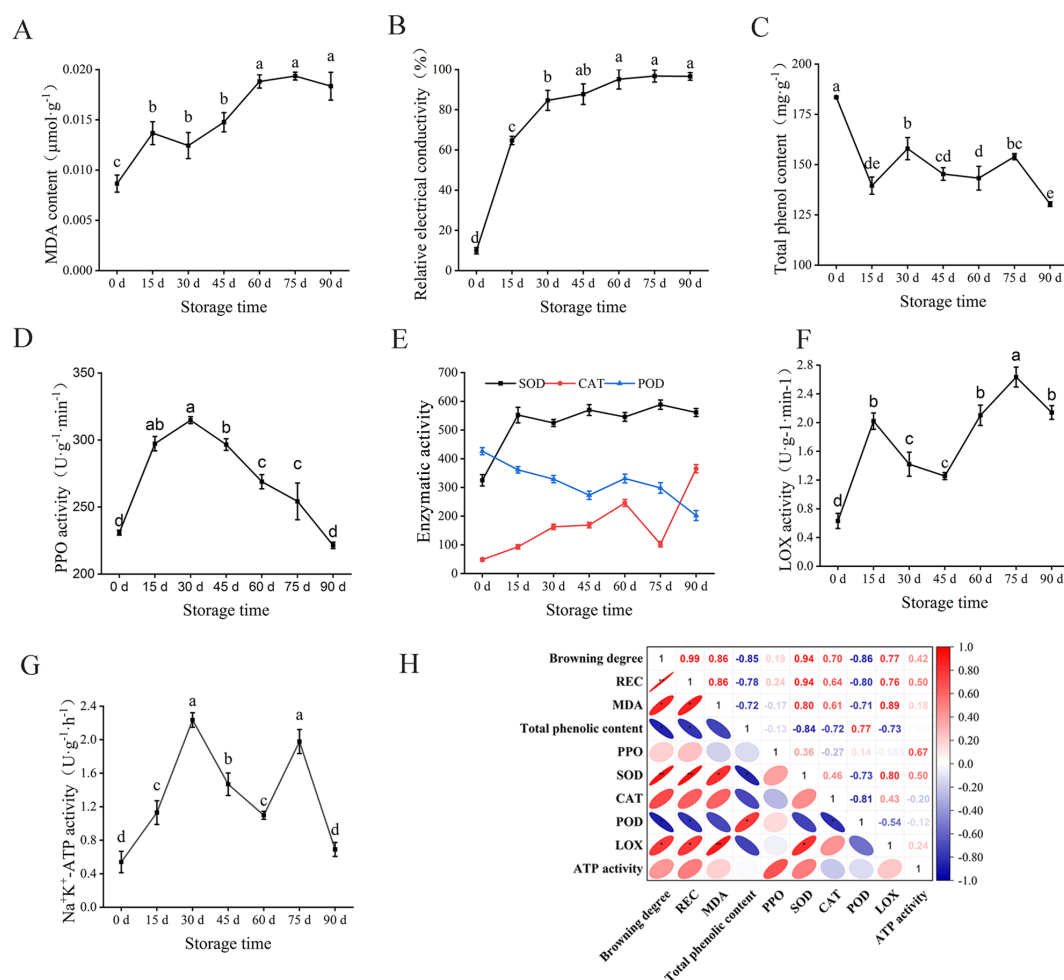 A
MDA content（μmol·g⁻¹）
0.020
0.015
0.010
0.005
0.000
c b b b a a a
0 d 15 d 30 d 45 d 60 d 75 d 90 d
Storage time
B
Relative electrical conductivity（%）
100
80
60
40
20
0
d c b ab a a a
0 d 15 d 30 d 45 d 60 d 75 d 90 d
Storage time
C
Total phenol content（mg·g⁻¹）
200
175
150
125
100
a de b cd d bc e
0 d 15 d 30 d 45 d 60 d 75 d 90 d
Storage time
D
PPO activity（U·g⁻¹·min⁻¹）
350
300
250
200
d ab a b c c d
0 d 15 d 30 d 45 d 60 d 75 d 90 d
Storage time
E
Enzymatic activity
SOD CAT POD
700
600
500
400
300
200
100
0
0 d 15 d 30 d 45 d 60 d 75 d 90 d
Storage time
F
LOX activity（U·g-1·min-1）
3.0
2.4
1.8
1.2
0.6
0.0
d b c c b a b
0 d 15 d 30 d 45 d 60 d 75 d 90 d
Storage time
G
Na⁺K⁺-ATP activity（U·g⁻¹·h⁻¹）
2.4
1.8
1.2
0.6
0.0
d c a b c a d
0 d 15 d 30 d 45 d 60 d 75 d 90 d
Storage time
H
Browning degree 1 0.99 0.86 -0.85 0.19 0.94 0.70 -0.86 0.77 0.42
REC 1 0.86 -0.78 0.24 0.94 0.64 -0.80 0.76 0.50
MDA 1 -0.72 -0.17 0.80 0.61 -0.71 0.89 0.18
Total phenolic content 1 -0.13 -0.84 -0.72 0.77 -0.73
PPO 1 0.36 -0.27 0.14 -0.053 0.67
SOD 1 0.46 -0.73 0.80 0.50
CAT 1 -0.81 0.43 -0.20
POD 1 -0.54 -0.12
LOX 1 0.24
ATP activity 1
Browning degree REC MDA Total phenolic content PPO SOD CAT POD LOX ATP activity
1.0
0.80
0.60
0.40
0.20
0.0
-0.20
-0.40
-0.60
-0.80
-1.0